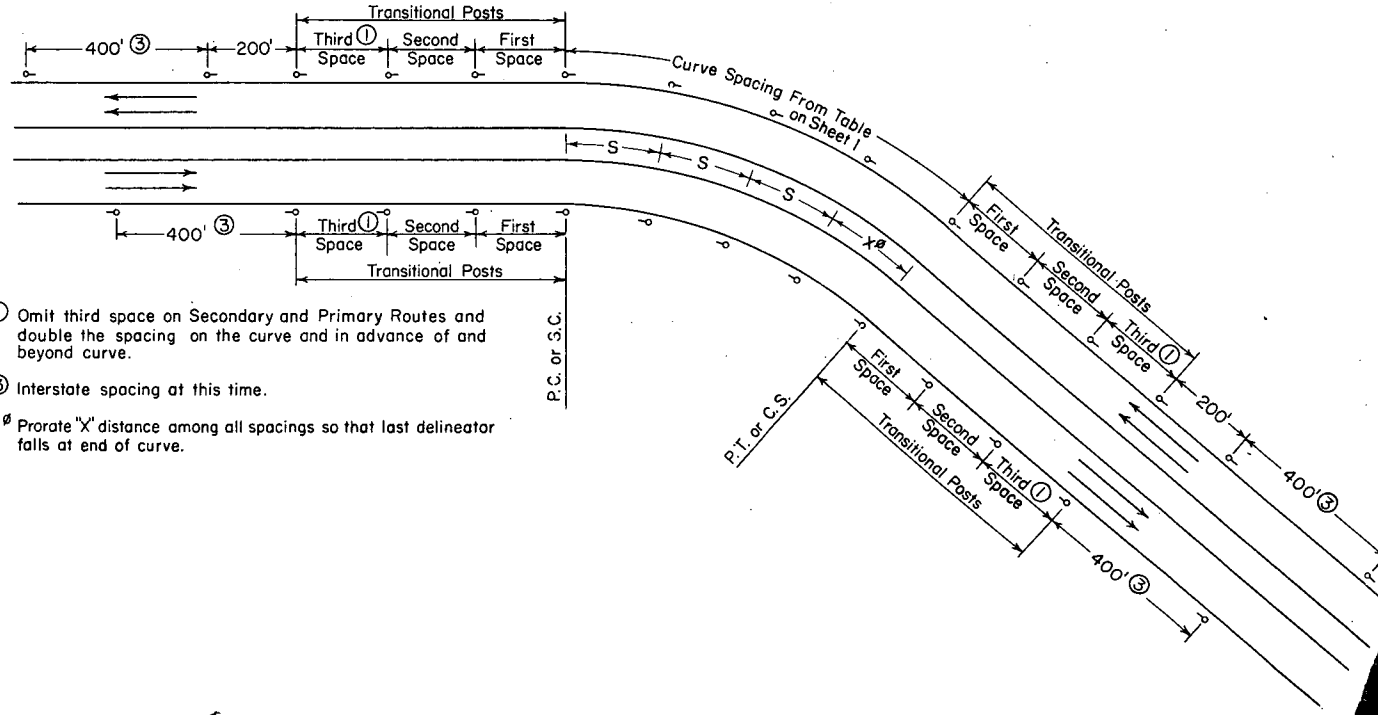 Transitional Posts
400' ③
200'
Third ①
Space
Second
Space
First
Space
Curve Spacing From Table
on Sheet 1
S
S
S
X ø
400' ③
Third ①
Space
Second
Space
First
Space
Transitional Posts
P.C. or S.C.
First
Space
Second
Space
Third ①
Space
Transitional Posts
200'
400' ③
① Omit third space on Secondary and Primary Routes and
double the spacing on the curve and in advance of and
beyond curve.
③ Interstate spacing at this time.
ø Prorate "X" distance among all spacings so that last delineator
falls at end of curve.
P.T. or C.S.
First
Space
Second
Space
Third ①
Space
Transitional Posts
400' ③